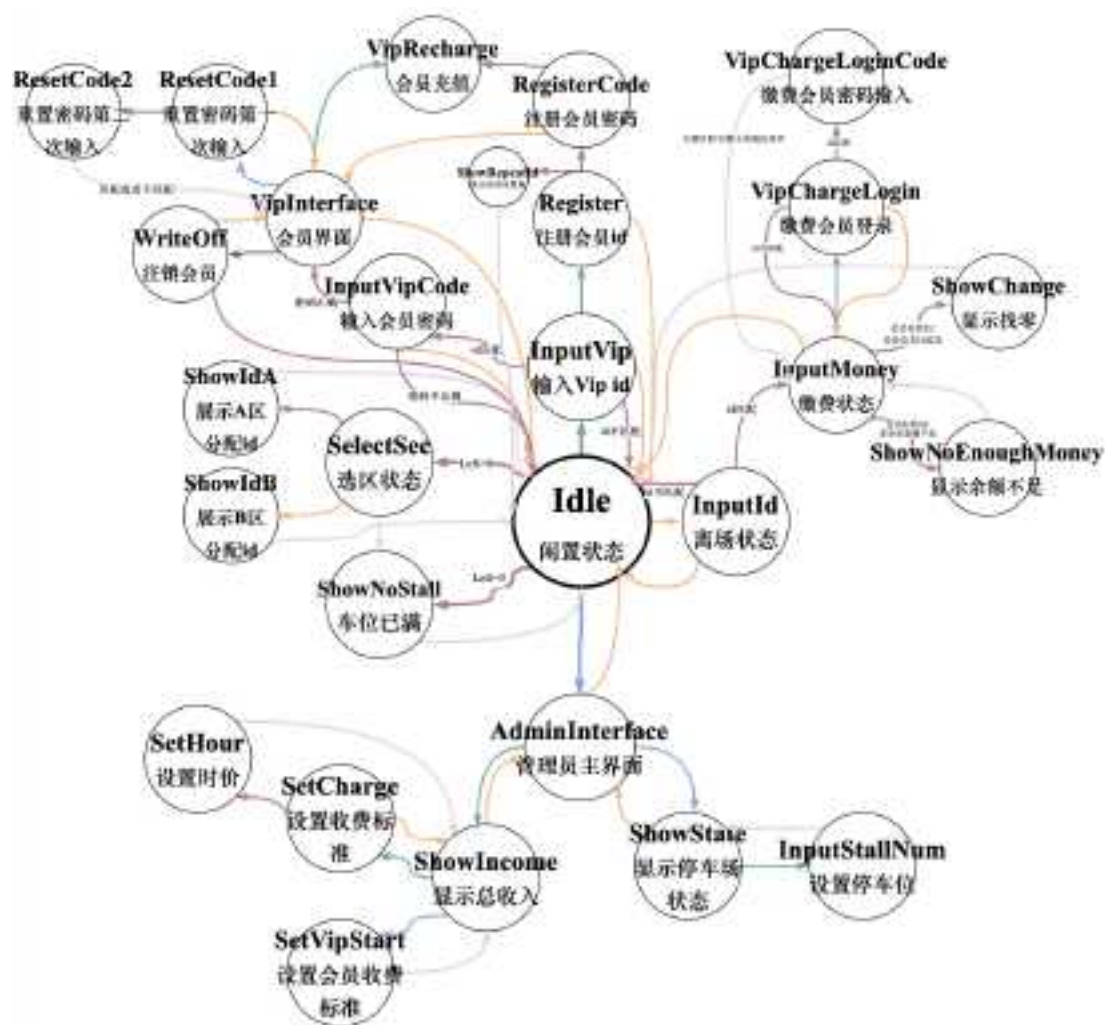 VipRecharge
会员充值
VipChargeLoginCode
缴费会员密码输入
ResetCode2
重置密码第
次输入
ResetCode1
重置密码第
次输入
RegisterCode
注册会员密码
ShowRepeatId
VipChargeLogin
缴费会员登录
VipInterface
会员界面
Register
注册会员id
WriteOff
注销会员
InputVipCode
输入会员密码
ShowChange
显示找零
InputVip
输入Vip id
InputMoney
缴费状态
ShowIdA
展示A区
分配id
SelectSec
选区状态
ShowNoEnoughMoney
显示余额不足
ShowIdB
展示B区
分配id
Idle
闲置状态
InputId
离场状态
ShowNoStall
车位已满
AdminInterface
管理员主界面
SetHour
设置时价
SetCharge
设置收费标
准
ShowIncome
显示总收入
ShowState
显示停车场
状态
InputStallNum
设置停车位
SetVipStart
设置会员收费
标准